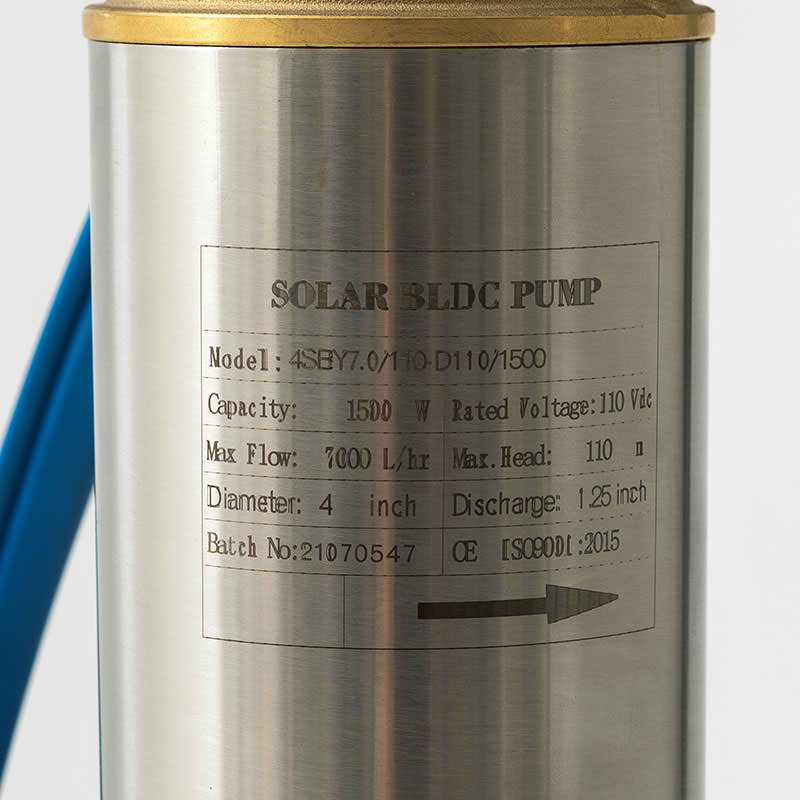 SOLAR BLDC PUMP
Model: 4SBY7.0/110-D110/1500
Capacity: 1500 W Rated Voltage: 110 Vdc
Max Flow: 7000 L/hr Max. Head: 110 m
Diameter: 4 inch Discharge: 1.25 inch
Batch No: 21070547 CE ISO9001:2015